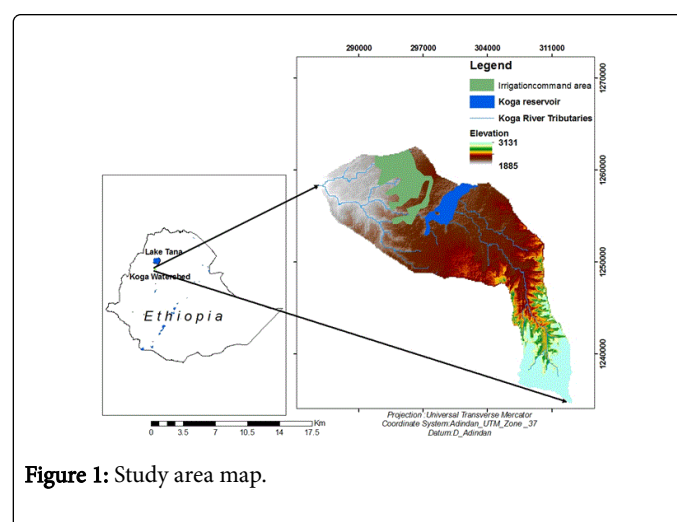 290000 297000 304000 311000
Legend
Irrigationcommand area
Koga reservoir
Koga River Tributaries
Elevation
3131
1885
1270000
1260000
1250000
1240000
Lake Tana
Koga Watershed
Ethiopia
Km
0 3.5 7 10.5 14 17.5
Projection :Universal Transverse Mercator
Coordinate System:Adindan_UTM_Zone _37
Datum:D_Adindan
Figure 1: Study area map.